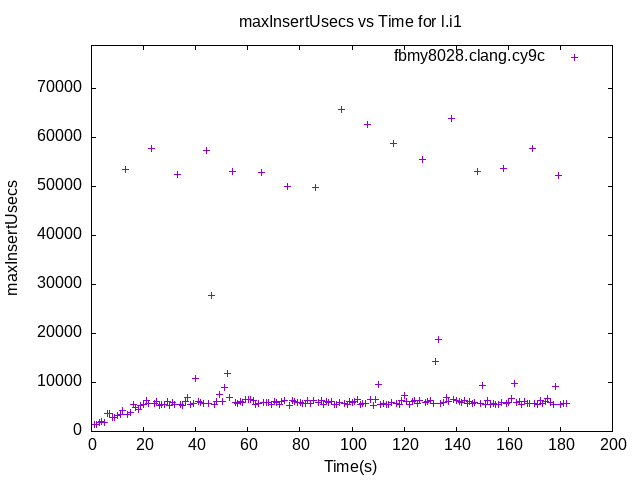 maxInsertUsecs vs Time for l.i1
fbmy8028.clang.cy9c
maxInsertUsecs
70000
60000
50000
40000
30000
20000
10000
0
0 20 40 60 80 100 120 140 160 180 200
Time(s)